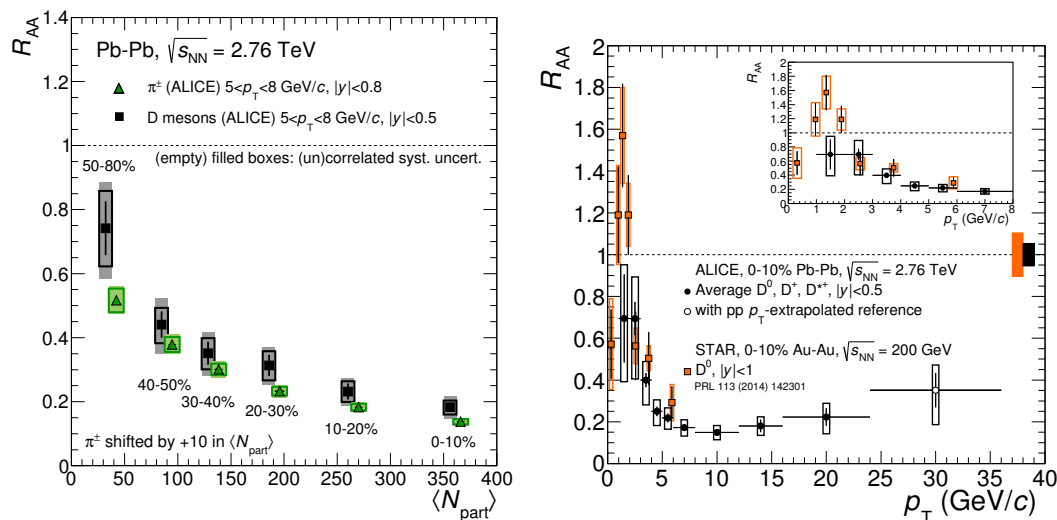 R_AA
1.4
1.2
1
0.8
0.6
0.4
0.2
0
Pb-Pb, √s_NN = 2.76 TeV
π± (ALICE) 5<p_T<8 GeV/c, |y|<0.8
D mesons (ALICE) 5<p_T<8 GeV/c, |y|<0.5
(empty) filled boxes: (un)correlated syst. uncert.
50-80%
40-50%
30-40%
20-30%
10-20%
0-10%
π± shifted by +10 in ⟨N_part⟩
0 50 100 150 200 250 300 350 400
⟨N_part⟩
R_AA
2
1.8
1.6
1.4
1.2
1
0.8
0.6
0.4
0.2
0
R_AA
2
1.8
1.6
1.4
1.2
1
0.8
0.6
0.4
0.2
0
0 1 2 3 4 5 6 7 8
p_T (GeV/c)
ALICE, 0-10% Pb-Pb, √s_NN = 2.76 TeV
Average D⁰, D⁺, D*⁺, |y|<0.5
with pp p_T-extrapolated reference
STAR, 0-10% Au-Au, √s_NN = 200 GeV
D⁰, |y|<1
PRL 113 (2014) 142301
0 5 10 15 20 25 30 35 40
p_T (GeV/c)